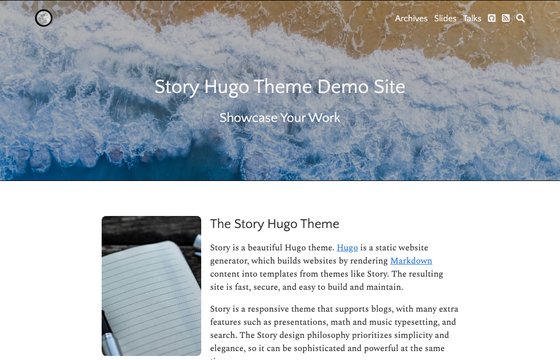 Archives Slides Talks
Story Hugo Theme Demo Site
Showcase Your Work
The Story Hugo Theme
Story is a beautiful Hugo theme. Hugo is a static website
generator, which builds websites by rendering Markdown
content into templates from themes like Story. The resulting
site is fast, secure, and easy to build and maintain.
Story is a responsive theme that supports blogs, with many extra
features such as presentations, math and music typesetting, and
search. The Story design philosophy prioritizes simplicity and
elegance, so it can be sophisticated and powerful at the same